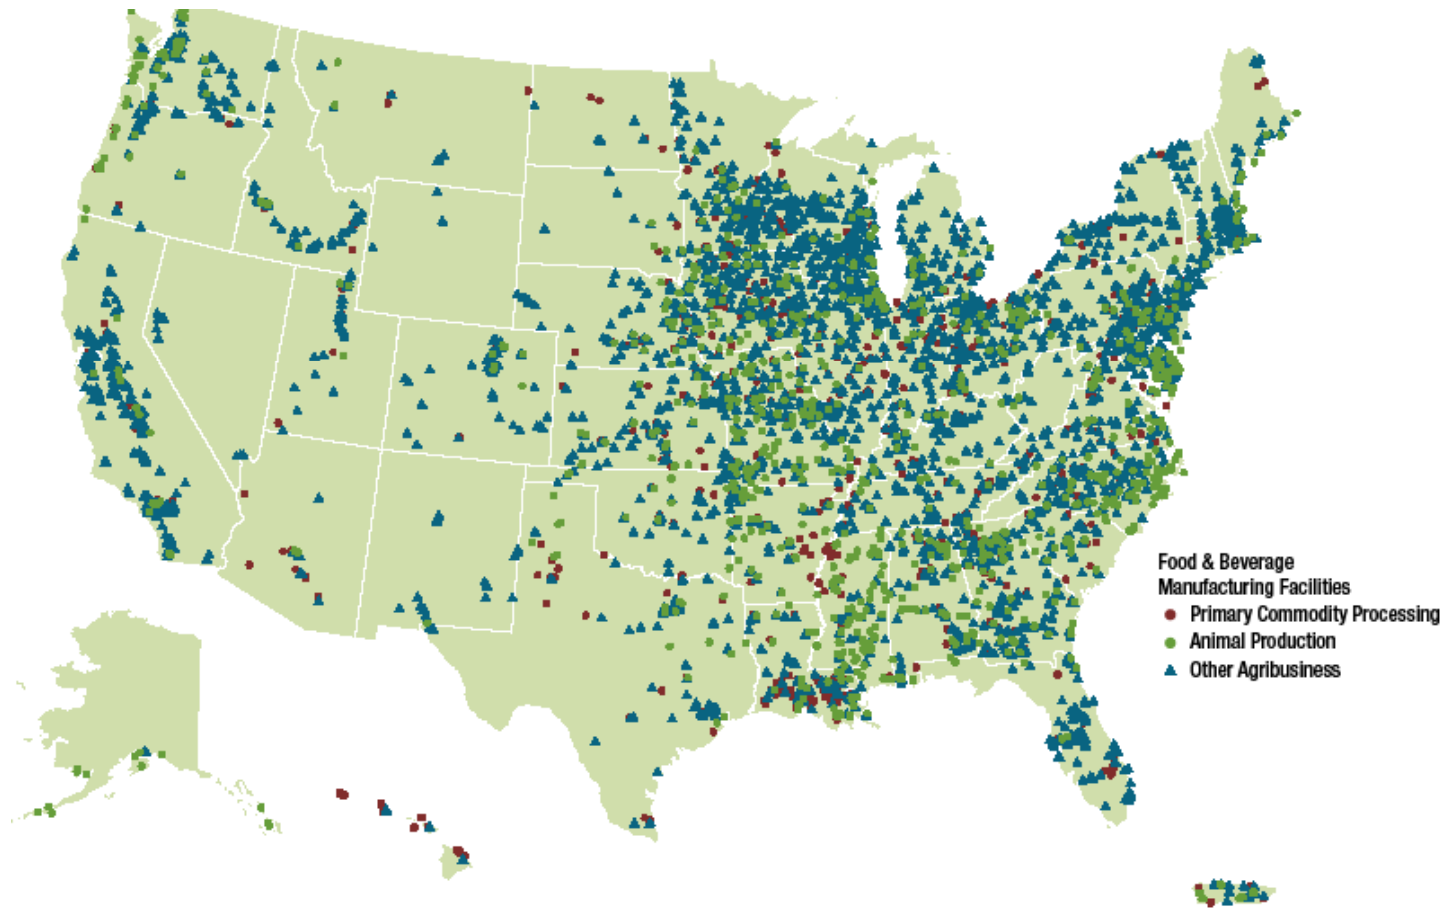 Food & Beverage
Manufacturing Facilities
Primary Commodity Processing
Animal Production
Other Agribusiness